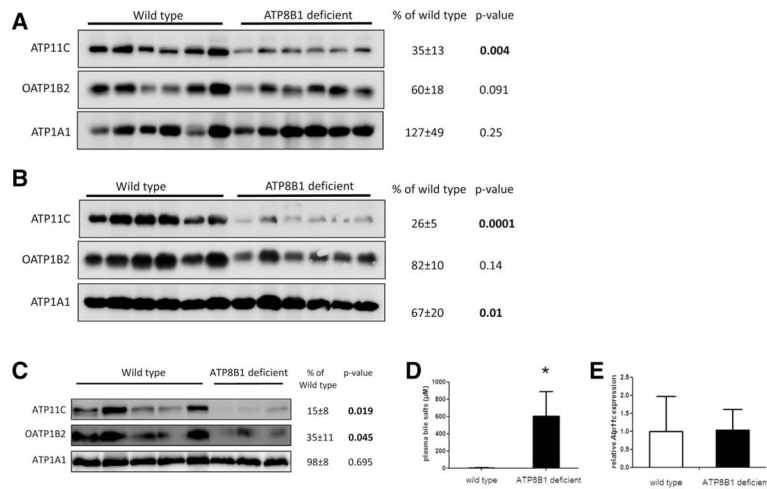 A
Wild type ATP8B1 deficient % of wild type p-value
ATP11C 35±13 0.004
OATP1B2 60±18 0.091
ATP1A1 127±49 0.25
B
Wild type ATP8B1 deficient % of wild type p-value
ATP11C 26±5 0.0001
OATP1B2 82±10 0.14
ATP1A1 67±20 0.01
C
Wild type ATP8B1 deficient % of Wild type p-value
ATP11C 15±8 0.019
OATP1B2 35±11 0.045
ATP1A1 98±8 0.695
D
plasma bile salts (µM)
1000
800
600
400
200
0
*
wild type ATP8B1 deficient
E
relative Atp11c expression
2.5
2.0
1.5
1.0
0.5
0.0
wild type ATP8B1 deficien